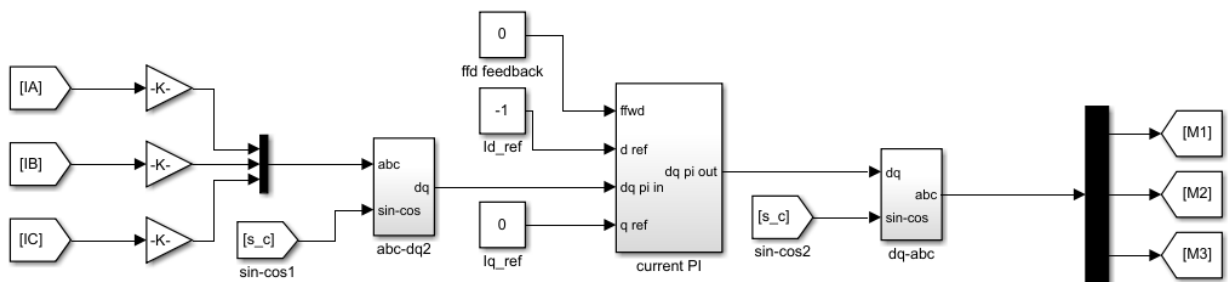 [IA]
-K-
[IB]
-K-
[IC]
-K-
[s_c]
sin-cos1
abc
dq
sin-cos
abc-dq2
0
ffd feedback
-1
Id_ref
0
Iq_ref
ffwd
d ref
dq pi out
dq pi in
q ref
current PI
[s_c]
sin-cos2
dq
abc
sin-cos
dq-abc
[M1]
[M2]
[M3]